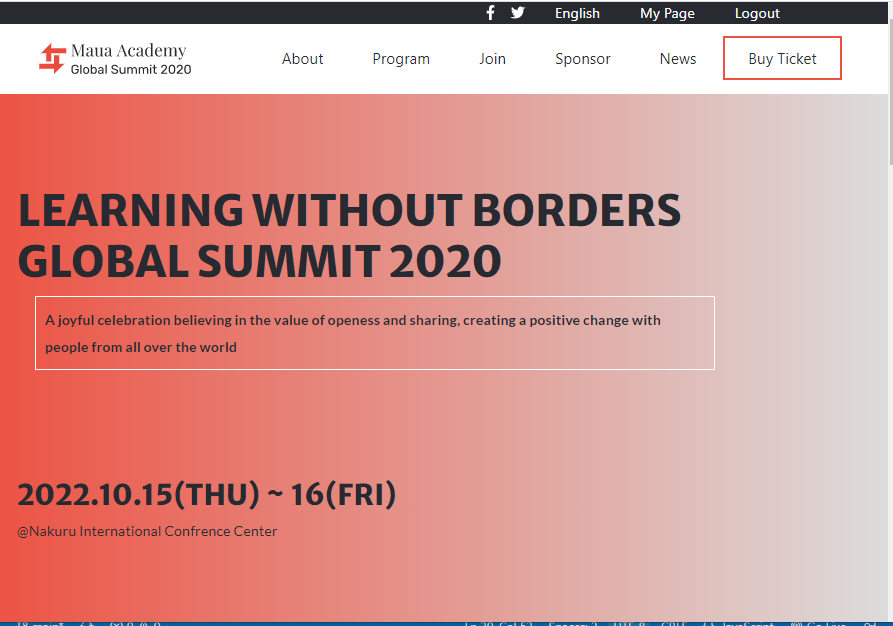 English My Page Logout
Maua Academy
Global Summit 2020
About Program Join Sponsor News Buy Ticket
LEARNING WITHOUT BORDERS
GLOBAL SUMMIT 2020
A joyful celebration believing in the value of openess and sharing, creating a positive change with
people from all over the world
2022.10.15(THU) ~ 16(FRI)
@Nakuru International Confrence Center